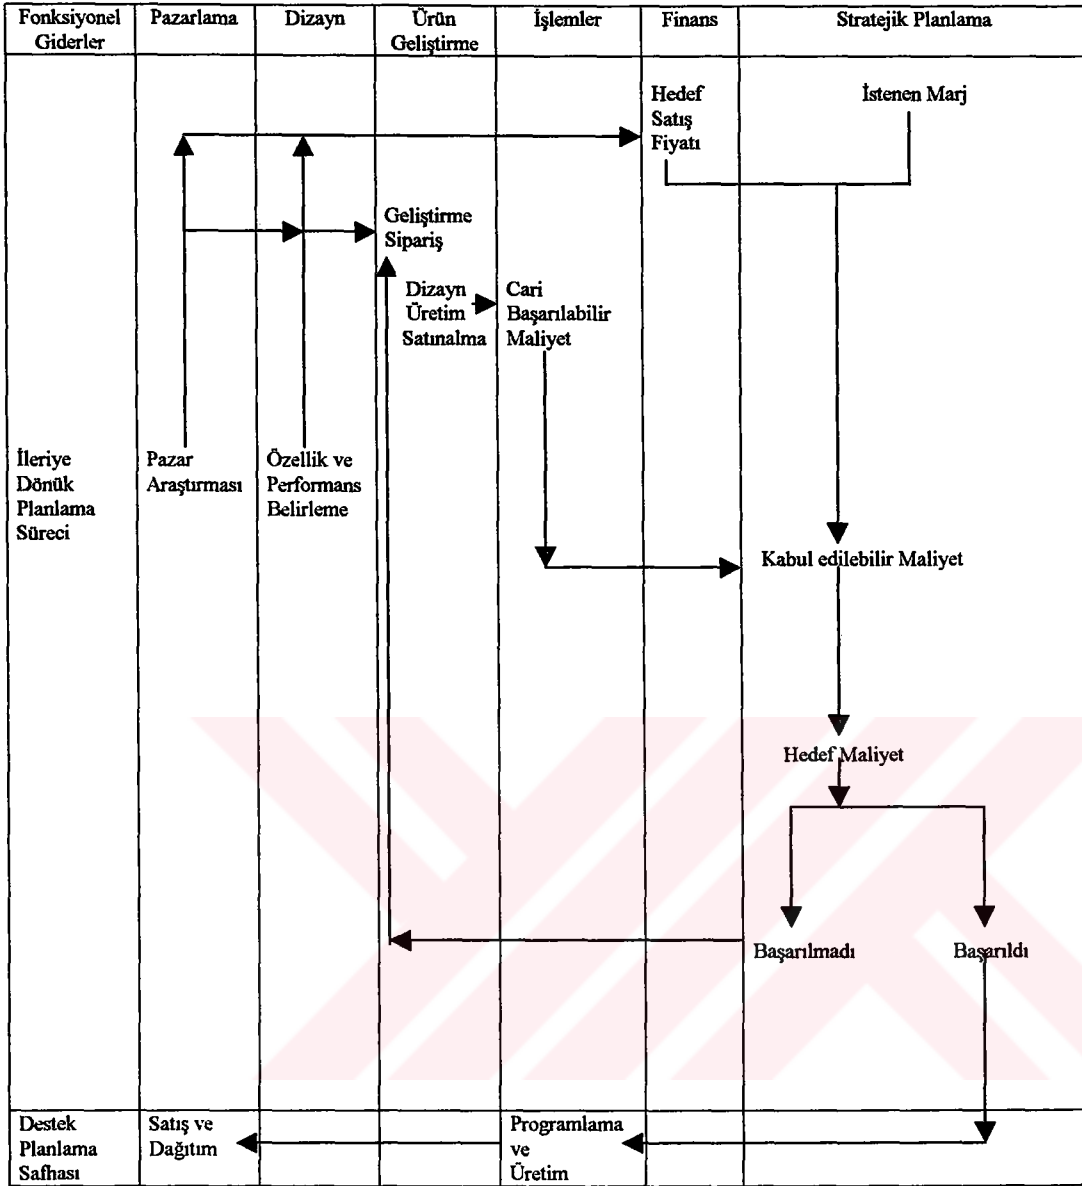 Fonksiyonel
Giderler
Pazarlama
Dizayn
Ürün
Geliştirme
İşlemler
Finans
Stratejik Planlama
Hedef
Satış
Fiyatı
İstenen Marj
Geliştirme
Sipariş
Dizayn
Üretim
Satınalma
Cari
Başarılabilir
Maliyet
İleriye
Dönük
Planlama
Süreci
Pazar
Araştırması
Özellik ve
Performans
Belirleme
Kabul edilebilir Maliyet
Hedef Maliyet
Başarılmadı
Başarıldı
Destek
Planlama
Safhası
Satış ve
Dağıtım
Programlama
ve
Üretim